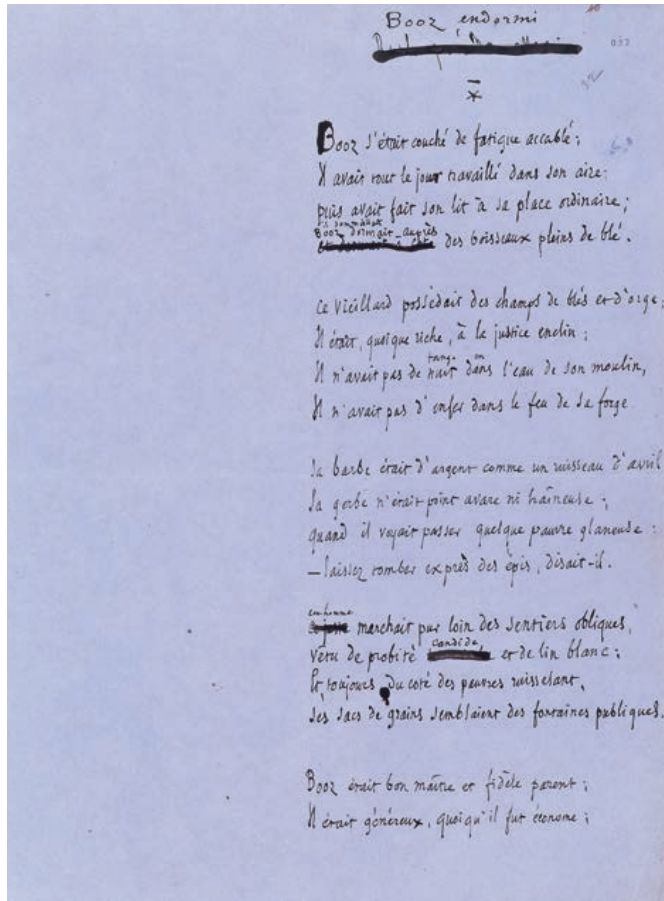 Booz endormi
40
037
*
Booz s'était couché de fatigue accablé ;
Il avait tout le jour travaillé dans son aire ;
puis avait fait son lit à sa place ordinaire ;
Booz dormait auprès
des boisseaux pleins de blé.
Ce vieillard possédait des champs de blés et d'orge ;
Il était, quoique riche, à la justice enclin ;
fange en
Il n'avait pas de nuit dans l'eau de son moulin,
Il n'avait pas d'enfer dans le feu de sa forge
Sa barbe était d'argent comme un ruisseau d'avril
Sa gerbe n'était point avare ni haineuse ;
quand il voyait passer quelque pauvre glaneuse :
— laissez tomber exprès des épis, disait-il.
cet homme
marchait pur loin des sentiers obliques,
candide,
vêtu de probité et de lin blanc ;
Et toujours du coté des pauvres ruisselant,
Ses sacs de grains semblaient des fontaines publiques.
Booz était bon maître et fidèle parent ;
Il était généreux, quoiqu'il fut économe ;